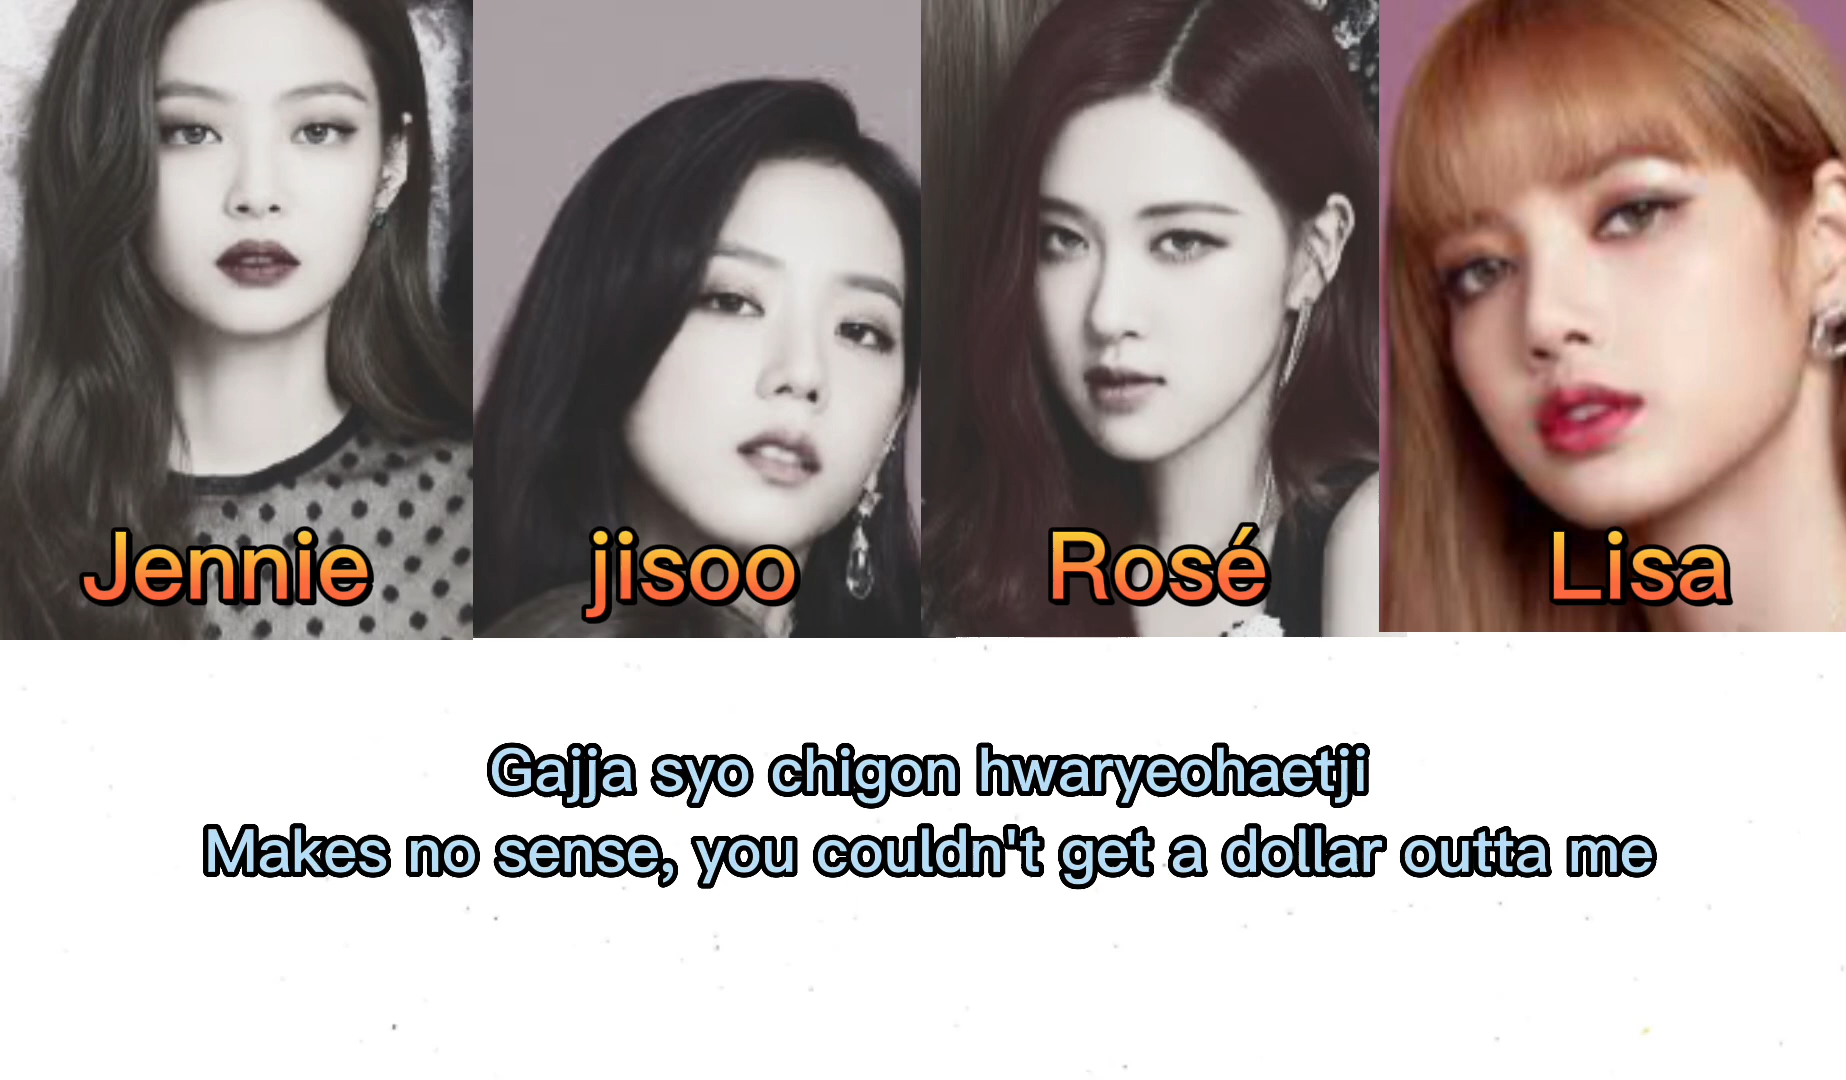 Jennie jisoo Rosé Lisa
Gajja syo chigon hwaryeohaetji
Makes no sense, you couldn't get a dollar outta me